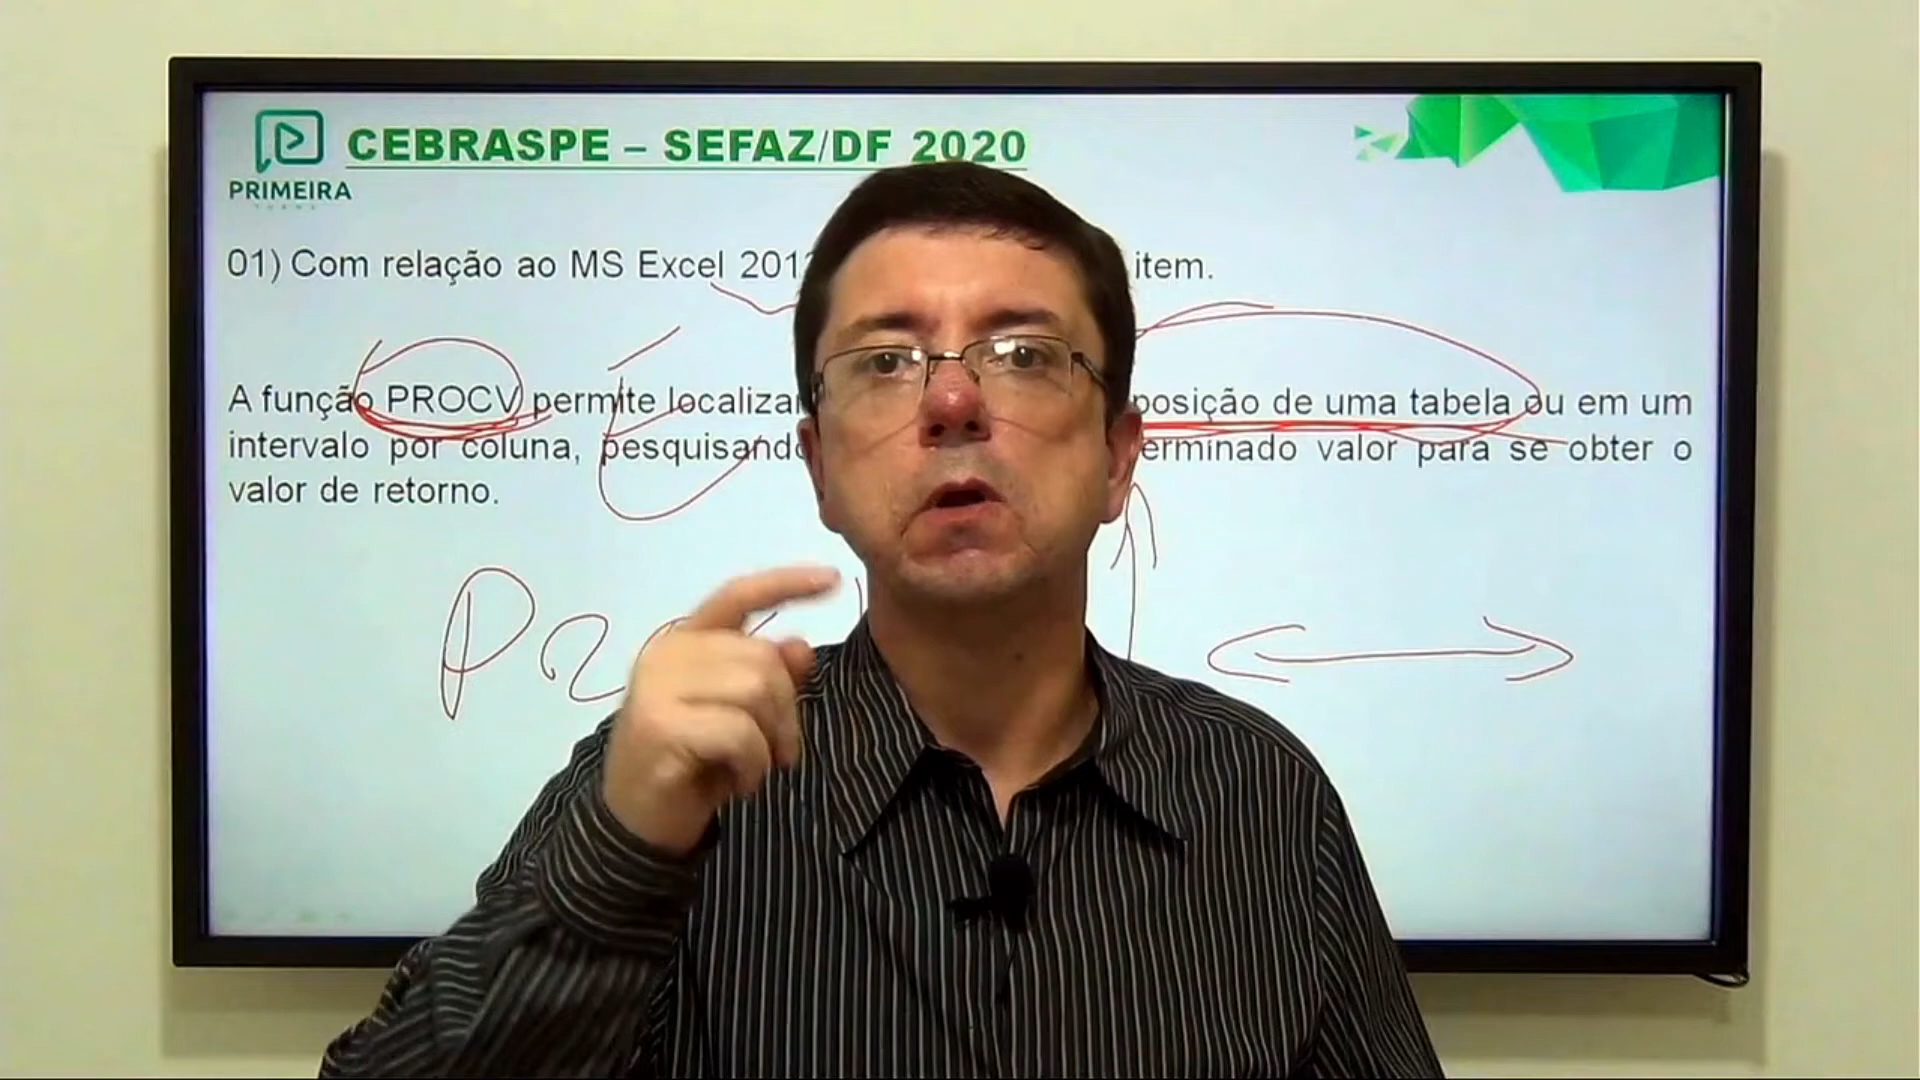 PRIMEIRA
CEBRASPE – SEFAZ/DF 2020
01) Com relação ao MS Excel 201 item.
A função PROCV permite localizar posição de uma tabela ou em um
intervalo por coluna, pesquisando valor para se obter o
valor de retorno.